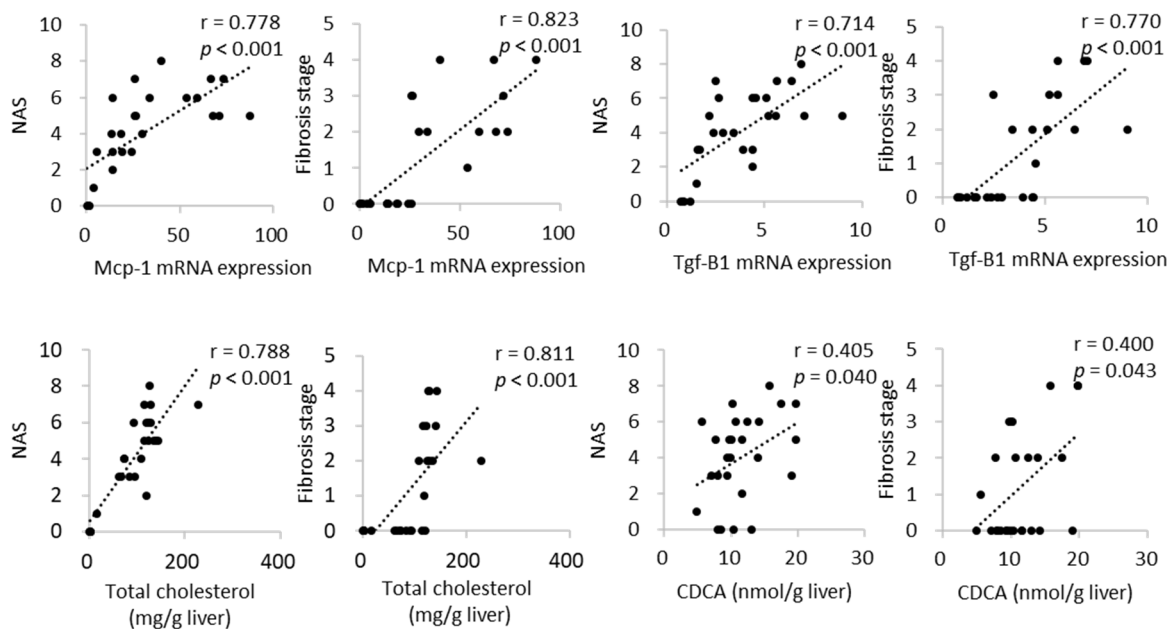 r = 0.778
p < 0.001
NAS
10
8
6
4
2
0
0
50
100
Mcp-1 mRNA expression
r = 0.823
p < 0.001
Fibrosis stage
5
4
3
2
1
0
0
50
100
Mcp-1 mRNA expression
r = 0.714
p < 0.001
NAS
10
8
6
4
2
0
0
5
10
Tgf-B1 mRNA expression
r = 0.770
p < 0.001
Fibrosis stage
5
4
3
2
1
0
0
5
10
Tgf-B1 mRNA expression
r = 0.788
p < 0.001
NAS
10
8
6
4
2
0
0
200
400
Total cholesterol
(mg/g liver)
r = 0.811
p < 0.001
Fibrosis stage
5
4
3
2
1
0
0
200
400
Total cholesterol
(mg/g liver)
r = 0.405
p = 0.040
NAS
10
8
6
4
2
0
0
10
20
30
CDCA (nmol/g liver)
r = 0.400
p = 0.043
Fibrosis stage
5
4
3
2
1
0
0
10
20
30
CDCA (nmol/g liver)